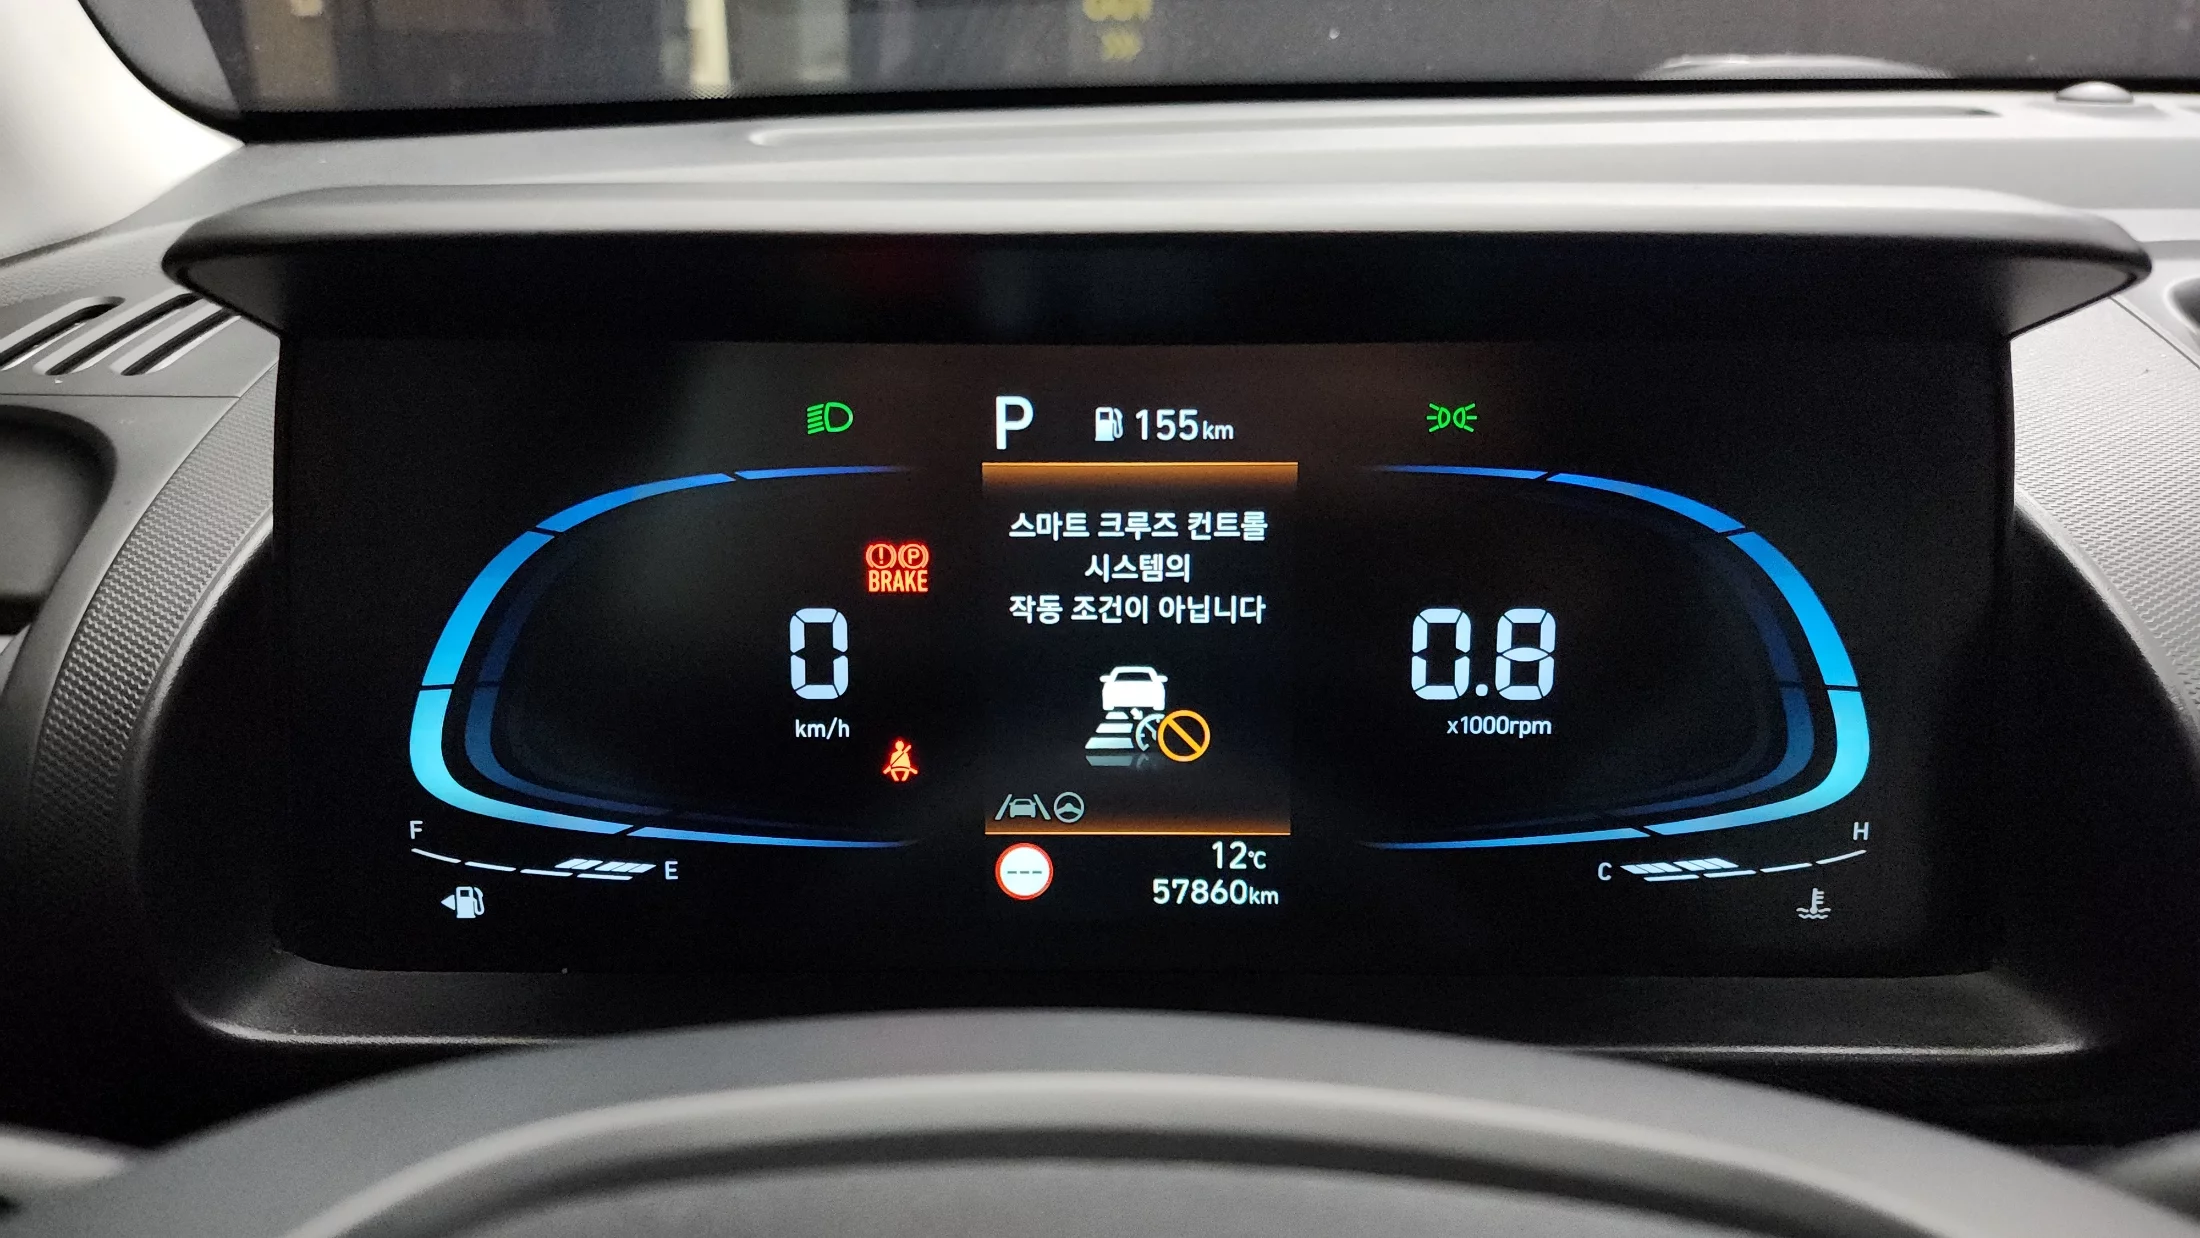 P 155km
스마트 크루즈 컨트롤
시스템의
작동 조건이 아닙니다
BRAKE
0
km/h
0.8
x1000rpm
F
E
---
12℃
57860km
C
H